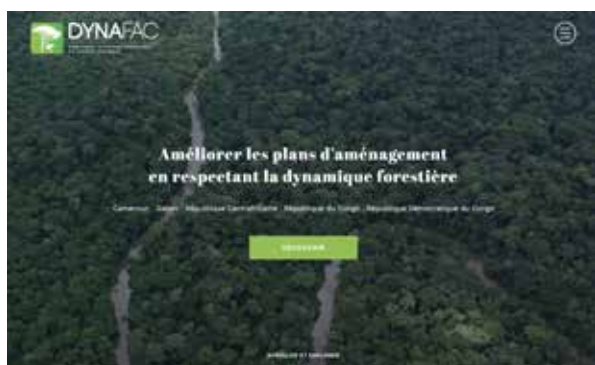 DYNAFAC
Améliorer les plans d'aménagement
en respectant la dynamique forestière
Cameroun - Gabon - République Centrafricaine - République du Congo - République Démocratique du Congo
DÉCOUVRIR